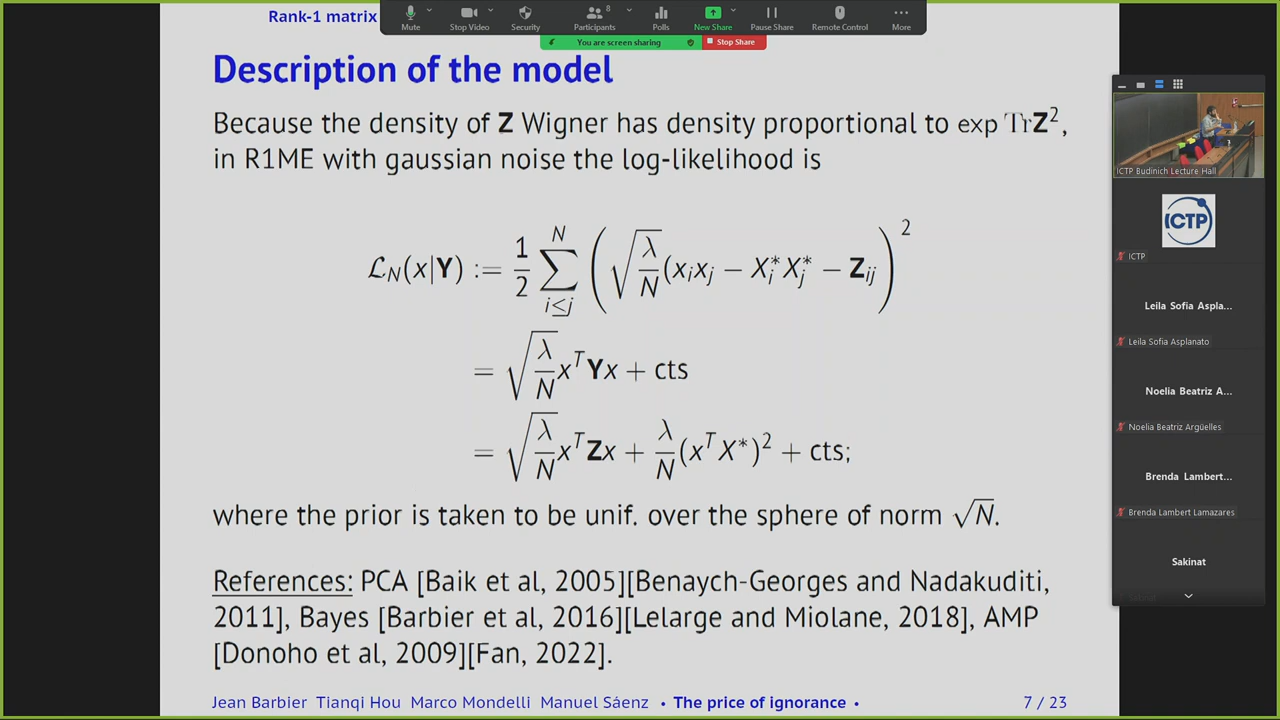 Rank-1 matrix
Mute
Stop Video
Security
8
Participants
Polls
New Share
Pause Share
Remote Control
More
You are screen sharing
Stop Share
Description of the model
Because the density of Z Wigner has density proportional to exp TrZ²,
in R1ME with gaussian noise the log-likelihood is
ℒ_N(x|Y) := 1/2 ∑_{i≤j}^N (√(λ/N)(x_i x_j − X_i^* X_j^* − Z_ij)²
= √(λ/N) x^T Yx + cts
= √(λ/N) x^T Zx + λ/N (x^T X^*)² + cts;
where the prior is taken to be unif. over the sphere of norm √N.
References: PCA [Baik et al, 2005][Benaych-Georges and Nadakuditi,
2011], Bayes [Barbier et al, 2016][Lelarge and Miolane, 2018], AMP
[Donoho et al, 2009][Fan, 2022].
Jean Barbier Tianqi Hou Marco Mondelli Manuel Sáenz • The price of ignorance •
7 / 23
ICTP Budinich Lecture Hall
ICTP
ICTP
Leila Sofia Aspla...
Leila Sofia Asplanato
Noelia Beatriz A...
Noelia Beatriz Argüelles
Brenda Lambert...
Brenda Lambert Lamazares
Sakinat